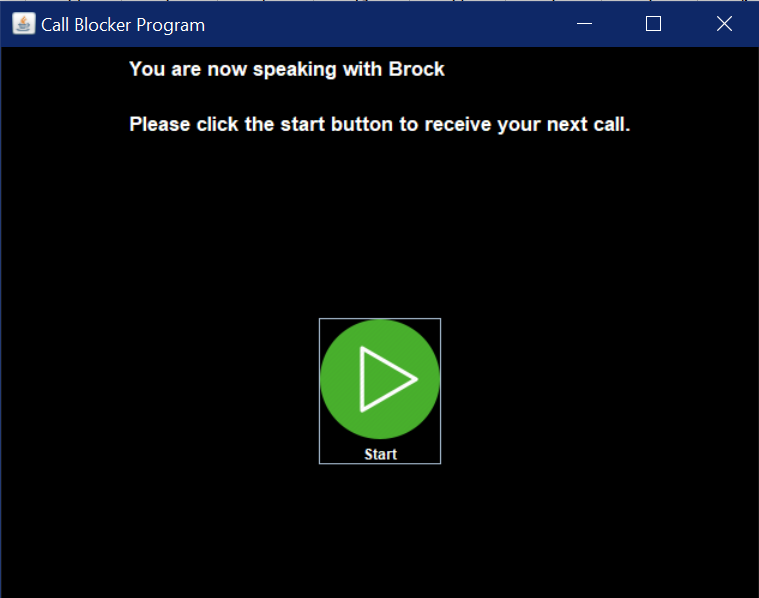 Call Blocker Program
You are now speaking with Brock
Please click the start button to receive your next call.
Start